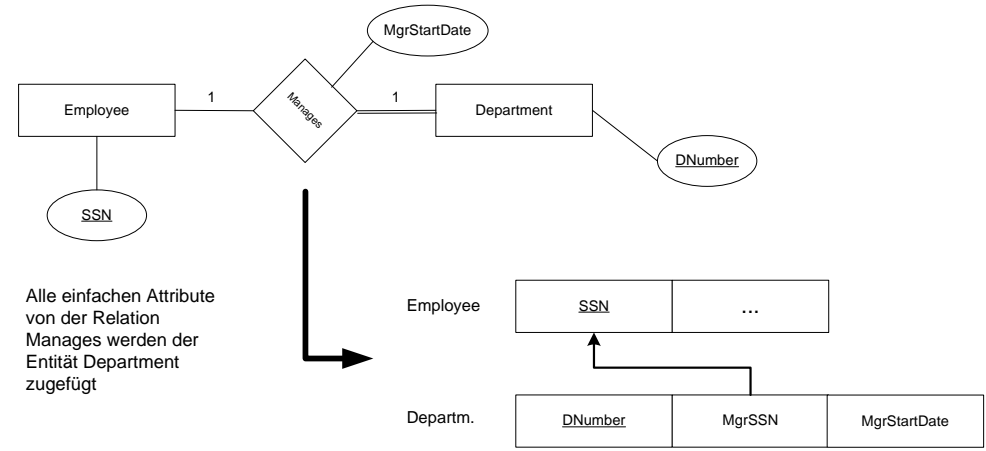 MgrStartDate
Employee
1
Manages
1
Department
DNumber
SSN
Alle einfachen Attribute
von der Relation
Manages werden der
Entität Department
zugefügt
Employee
SSN
...
Departm.
DNumber
MgrSSN
MgrStartDate